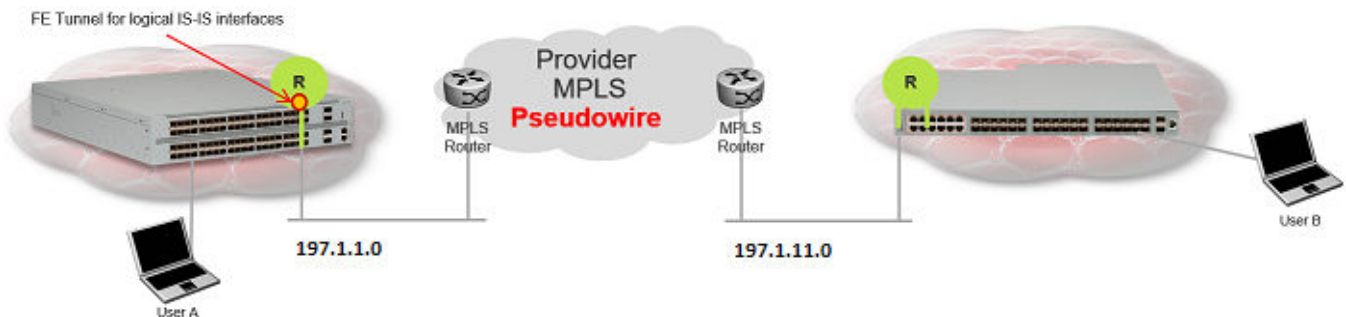 FE Tunnel for logical IS-IS interfaces
R
Provider
MPLS
Pseudowire
MPLS
Router
MPLS
Router
R
197.1.1.0
197.1.11.0
User A
User B